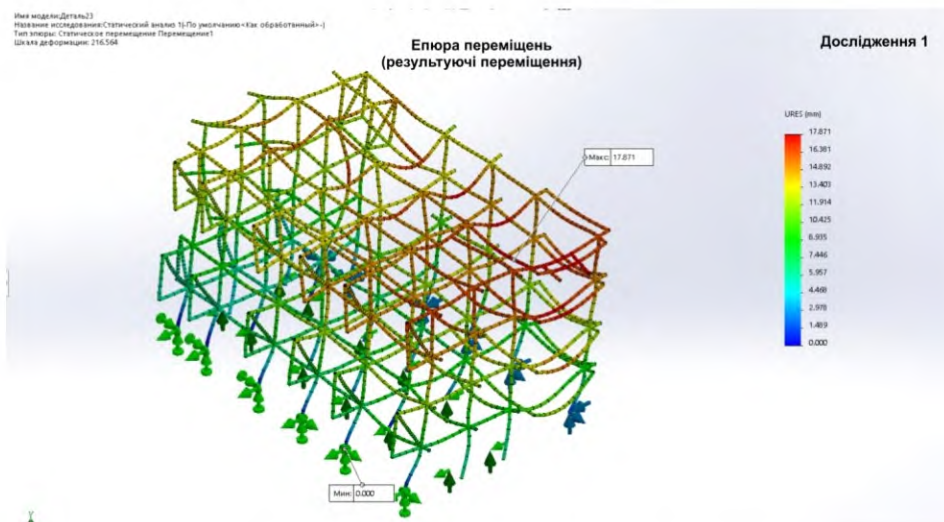 Имя модели:Деталь23
Название исследования:Статический анализ 1(-По умолчанию<Как обработанный>-)
Тип эпюры: Статическое перемещение Перемещение1
Шкала деформации: 216.564
Епюра переміщень
(результуючі переміщення)
Дослідження 1
URES (mm)
17.871
16.381
14.892
13.403
11.914
10.425
8.935
7.446
5.957
4.468
2.978
1.489
0.000
Макс: 17.871
Мин: 0.000
Y